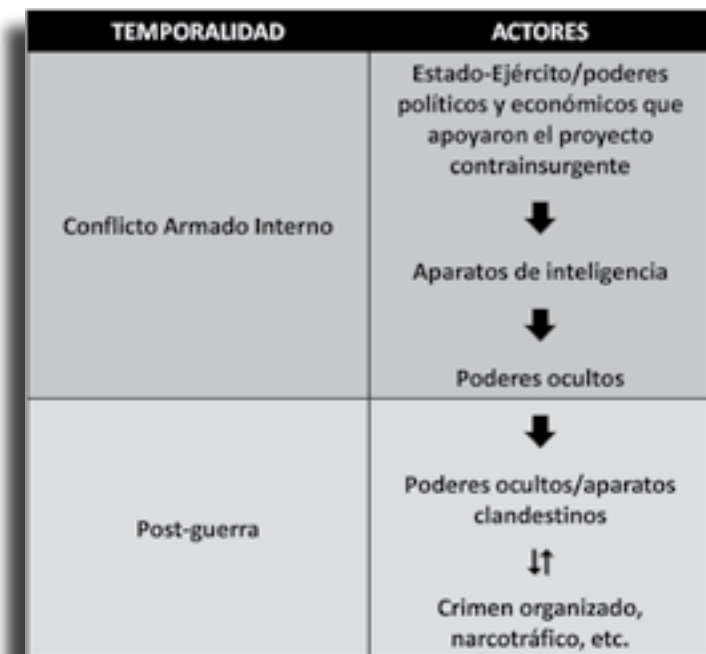 TEMPORALIDAD
ACTORES
Conflicto Armado Interno
Estado-Ejército/poderes
políticos y económicos que
apoyaron el proyecto
contrainsurgente
Aparatos de inteligencia
Poderes ocultos
Post-guerra
Poderes ocultos/aparatos
clandestinos
Crimen organizado,
narcotráfico, etc.